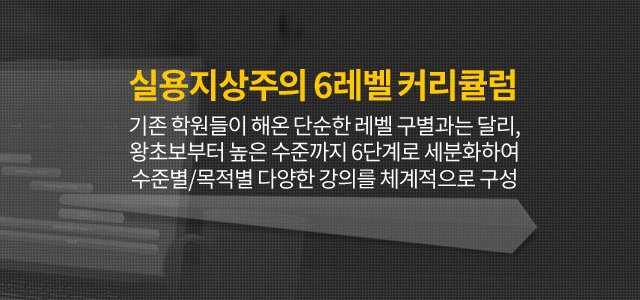 실용지상주의 6레벨 커리큘럼
기존 학원들이 해온 단순한 레벨 구별과는 달리,
왕초보부터 높은 수준까지 6단계로 세분화하여
수준별/목적별 다양한 강의를 체계적으로 구성